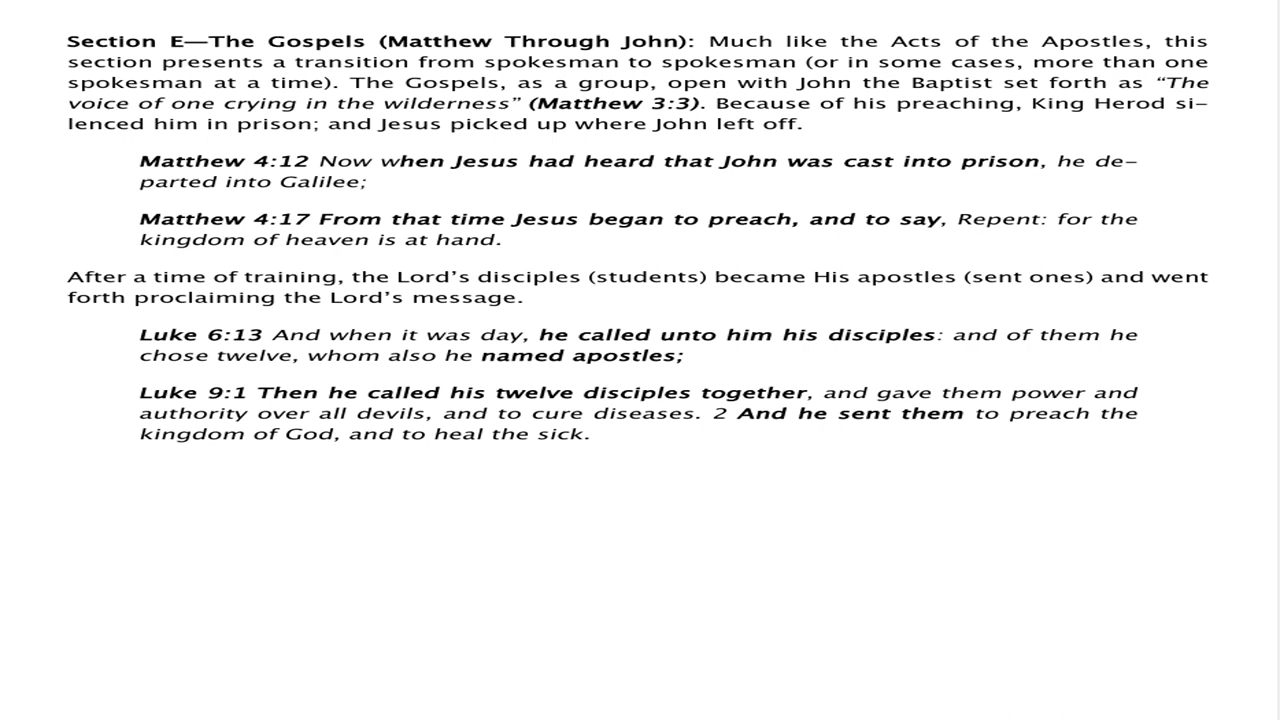 Section E—The Gospels (Matthew Through John): Much like the Acts of the Apostles, this
section presents a transition from spokesman to spokesman (or in some cases, more than one
spokesman at a time). The Gospels, as a group, open with John the Baptist set forth as “The
voice of one crying in the wilderness” (Matthew 3:3). Because of his preaching, King Herod si-
lenced him in prison; and Jesus picked up where John left off.
Matthew 4:12 Now when Jesus had heard that John was cast into prison, he de-
parted into Galilee;
Matthew 4:17 From that time Jesus began to preach, and to say, Repent: for the
kingdom of heaven is at hand.
After a time of training, the Lord’s disciples (students) became His apostles (sent ones) and went
forth proclaiming the Lord’s message.
Luke 6:13 And when it was day, he called unto him his disciples: and of them he
chose twelve, whom also he named apostles;
Luke 9:1 Then he called his twelve disciples together, and gave them power and
authority over all devils, and to cure diseases. 2 And he sent them to preach the
kingdom of God, and to heal the sick.